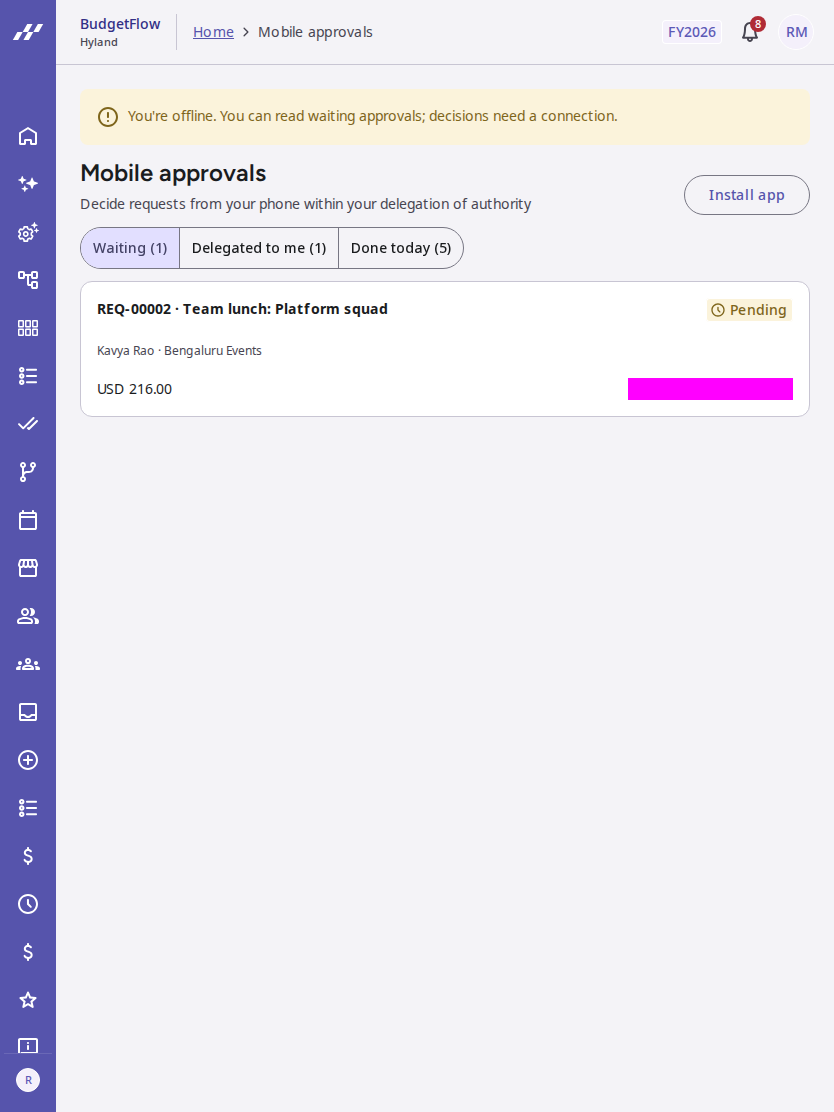 BudgetFlow
Hyland
Home > Mobile approvals
FY2026
8
RM
You're offline. You can read waiting approvals; decisions need a connection.
Mobile approvals
Decide requests from your phone within your delegation of authority
Install app
Waiting (1)
Delegated to me (1)
Done today (5)
REQ-00002 · Team lunch: Platform squad
Pending
Kavya Rao · Bengaluru Events
USD 216.00
R